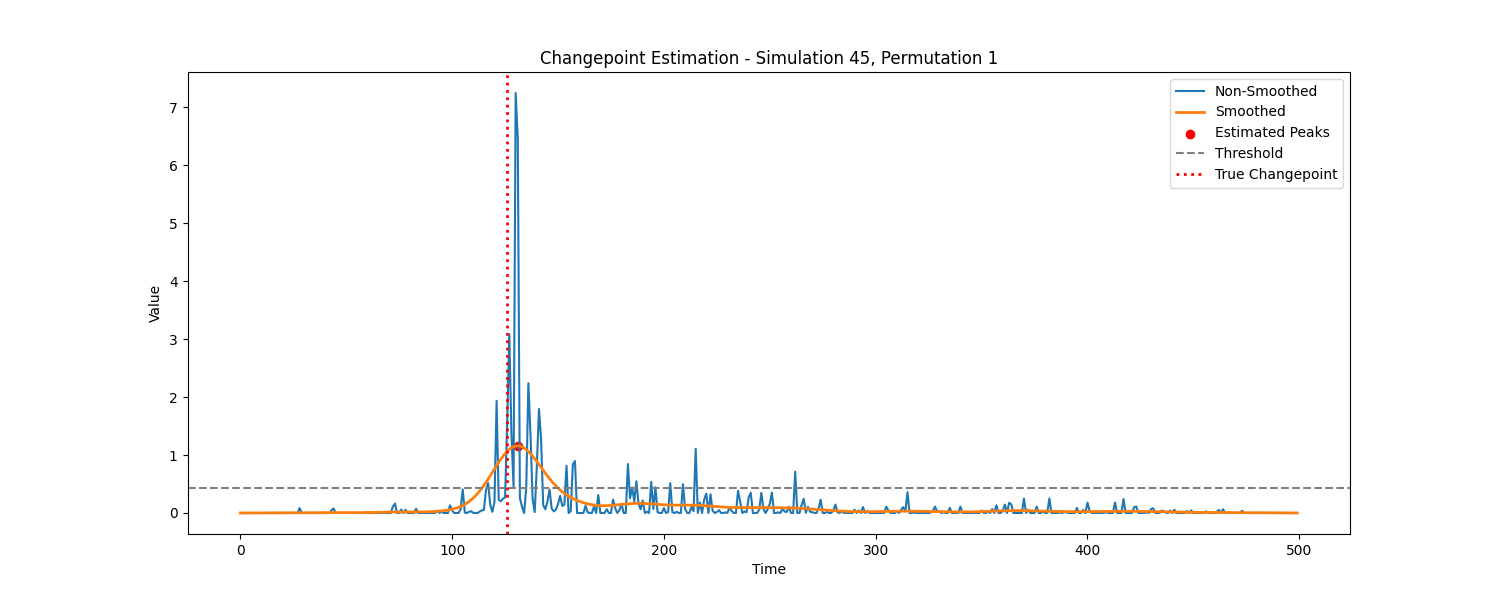 Changepoint Estimation - Simulation 45, Permutation 1
Non-Smoothed
Smoothed
Estimated Peaks
Threshold
True Changepoint
Value
7
6
5
4
3
2
1
0
0 100 200 300 400 500
Time